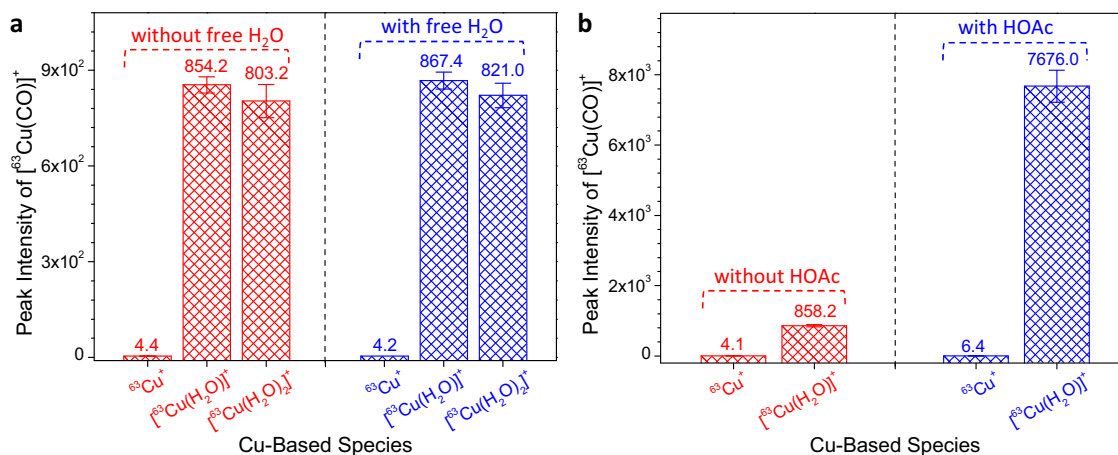 a
without free H₂O
with free H₂O
Peak Intensity of [⁶³Cu(CO)]⁺
9x10²
6x10²
3x10²
0
4.4
854.2
803.2
4.2
867.4
821.0
⁶³Cu⁺
[⁶³Cu(H₂O)]⁺
[⁶³Cu(H₂O)₂]⁺
⁶³Cu⁺
[⁶³Cu(H₂O)]⁺
[⁶³Cu(H₂O)₂]⁺
Cu-Based Species
b
with HOAc
without HOAc
Peak Intensity of [⁶³Cu(CO)]⁺
8x10³
6x10³
4x10³
2x10³
0
4.1
858.2
6.4
7676.0
⁶³Cu⁺
[⁶³Cu(H₂O)]⁺
⁶³Cu⁺
[⁶³Cu(H₂O)]⁺
Cu-Based Species